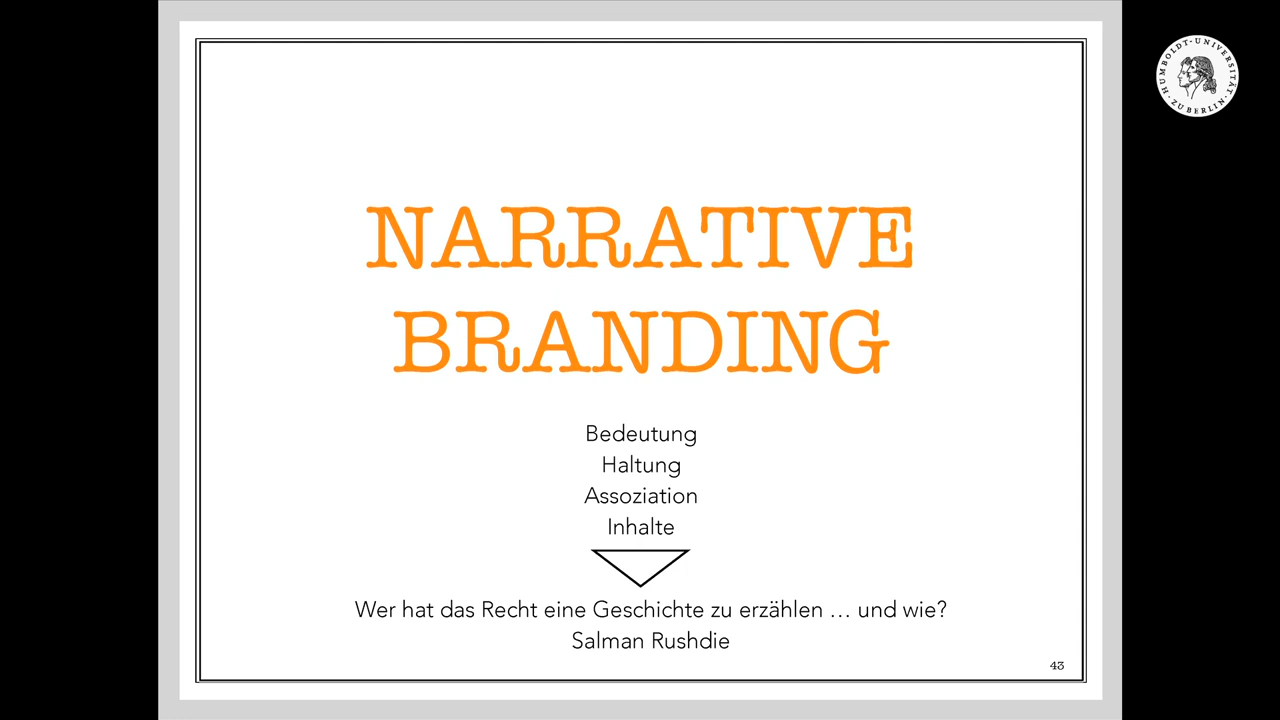 NARRATIVE
BRANDING
Bedeutung
Haltung
Assoziation
Inhalte
Wer hat das Recht eine Geschichte zu erzählen … und wie?
Salman Rushdie
43
HUMBOLDT-UNIVERSITÄT
· ZU BERLIN ·